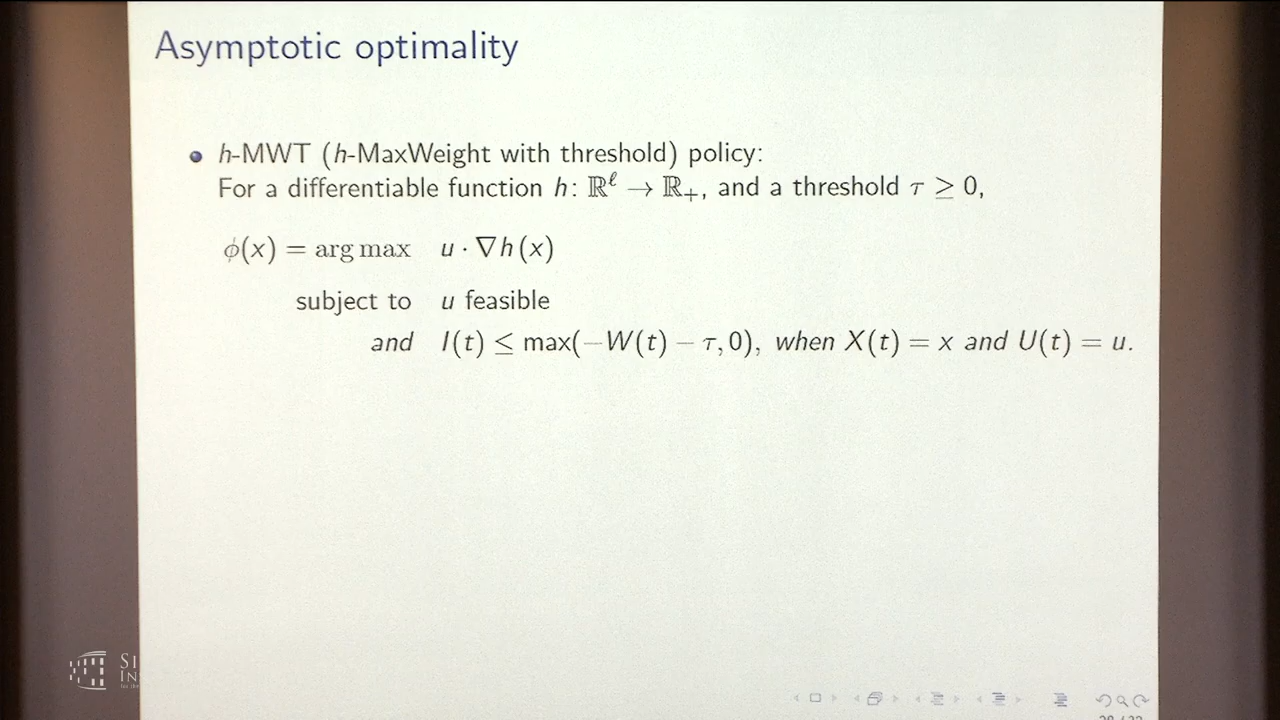 Asymptotic optimality
h-MWT (h-MaxWeight with threshold) policy:
For a differentiable function h: ℝ^ℓ → ℝ₊, and a threshold τ ≥ 0,
ϕ(x) = arg max u · ∇h(x)
subject to u feasible
and I(t) ≤ max(−W(t) − τ, 0), when X(t) = x and U(t) = u.